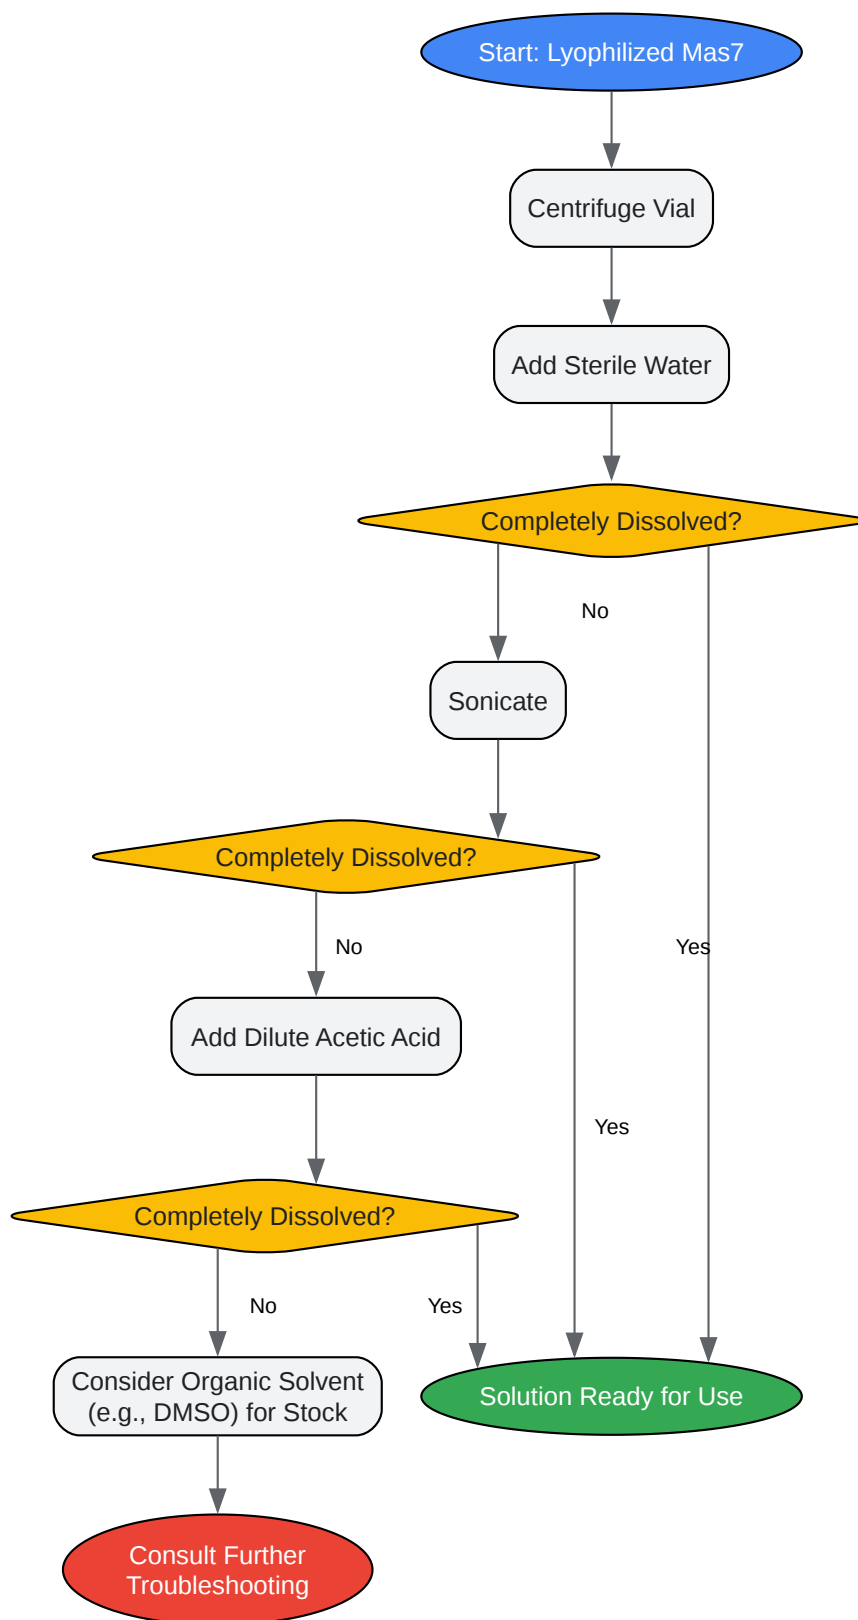 Start: Lyophilized Mas7
Centrifuge Vial
Add Sterile Water
Completely Dissolved?
No
Sonicate
Completely Dissolved?
No
Yes
Add Dilute Acetic Acid
Yes
Completely Dissolved?
No
Yes
Consider Organic Solvent
(e.g., DMSO) for Stock
Solution Ready for Use
Consult Further
Troubleshooting